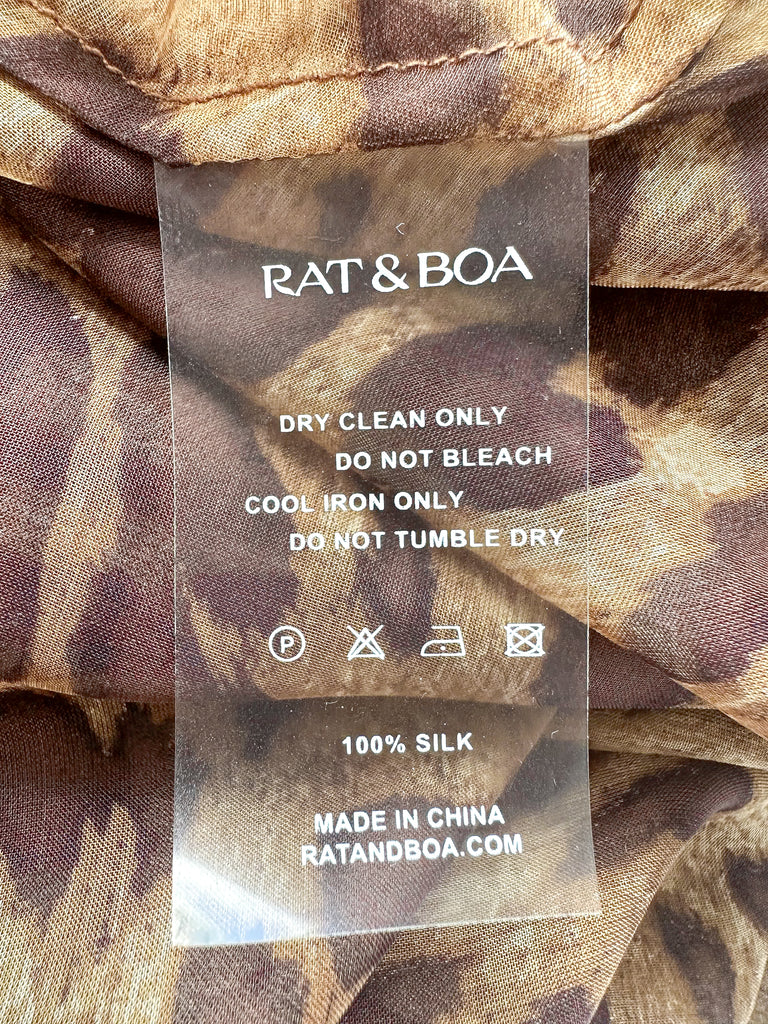 RAT & BOA
DRY CLEAN ONLY
DO NOT BLEACH
COOL IRON ONLY
DO NOT TUMBLE DRY
P
100% SILK
MADE IN CHINA
RATANDBOA.COM